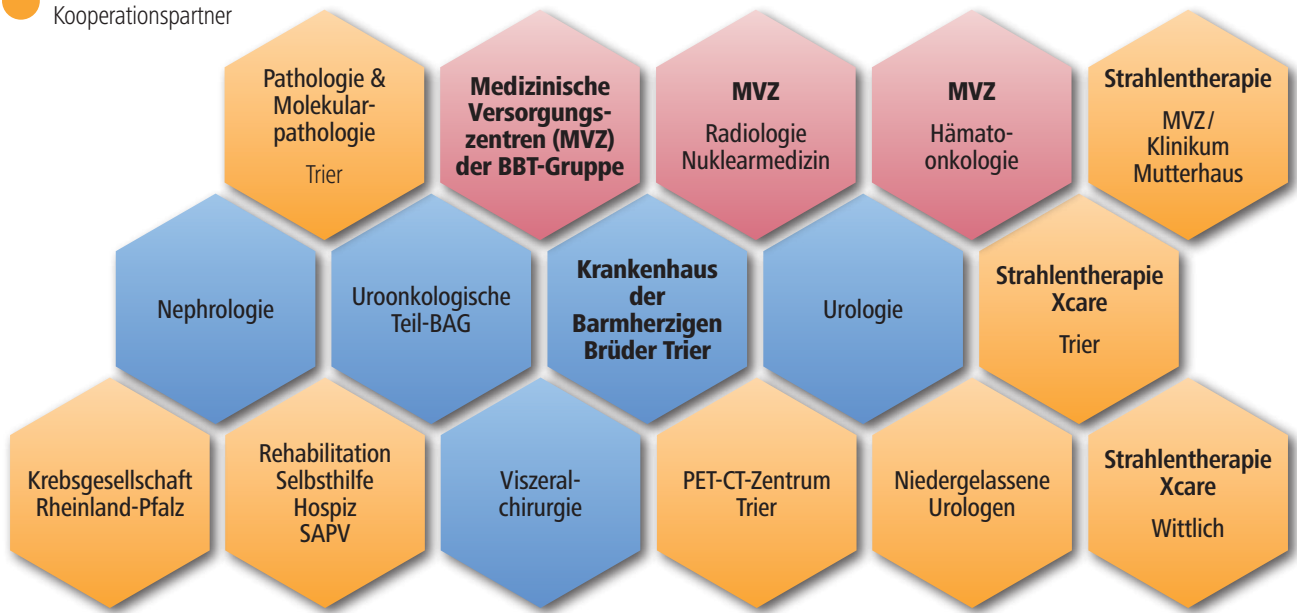 Kooperationspartner
Pathologie &
Molekular-
pathologie
Trier
Medizinische
Versorgungs-
zentren (MVZ)
der BBT-Gruppe
MVZ
Radiologie
Nuklearmedizin
MVZ
Hämato-
onkologie
Strahlentherapie
MVZ/
Klinikum
Mutterhaus
Nephrologie
Uroonkologische
Teil-BAG
Krankenhaus
der
Barmherzigen
Brüder Trier
Urologie
Strahlentherapie
Xcare
Trier
Krebsgesellschaft
Rheinland-Pfalz
Rehabilitation
Selbsthilfe
Hospiz
SAPV
Viszeral-
chirurgie
PET-CT-Zentrum
Trier
Niedergelassene
Urologen
Strahlentherapie
Xcare
Wittlich